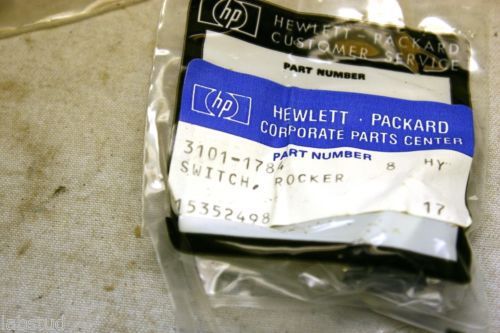 hp
HEWLETT - PACKARD
CUSTOMER SERVICE
PART NUMBER
hp
HEWLETT · PACKARD
CORPORATE PARTS CENTER
PART NUMBER
3101-1784 8 HY
SWITCH, ROCKER
15352498 17
labstud